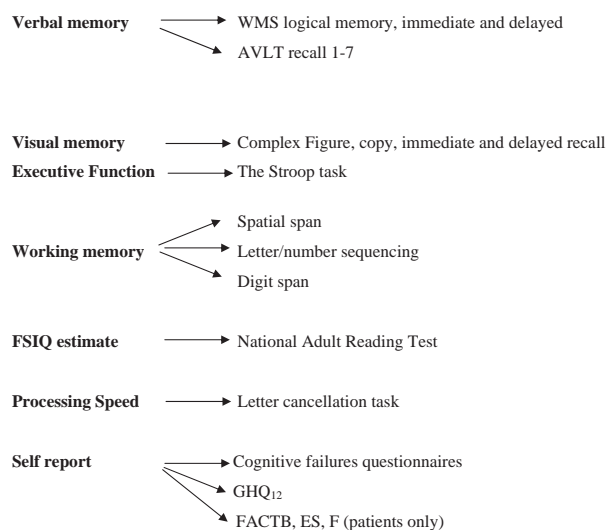 Verbal memory WMS logical memory, immediate and delayed
AVLT recall 1-7
Visual memory Complex Figure, copy, immediate and delayed recall
Executive Function The Stroop task
Spatial span
Working memory Letter/number sequencing
Digit span
FSIQ estimate National Adult Reading Test
Processing Speed Letter cancellation task
Self report Cognitive failures questionnaires
GHQ₁₂
FACTB, ES, F (patients only)